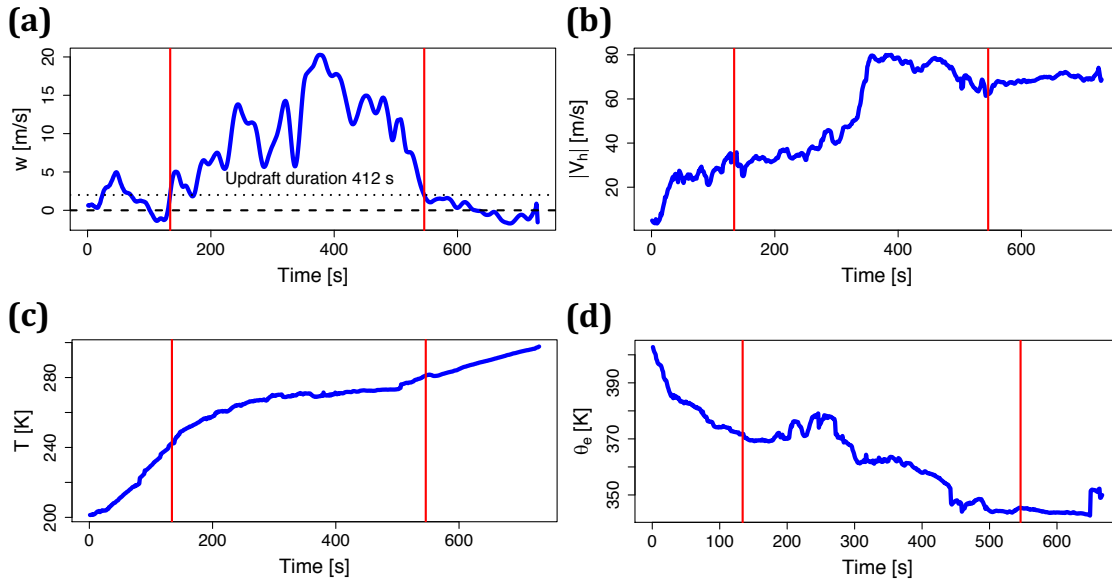 (a)
20
15
10
5
0
w [m/s]
Updraft duration 412 s
0 200 400 600
Time [s]
(b)
80
60
40
20
|V_h| [m/s]
0 200 400 600
Time [s]
(c)
280
240
200
T [K]
0 200 400 600
Time [s]
(d)
390
370
350
θ_e [K]
0 100 200 300 400 500 600
Time [s]